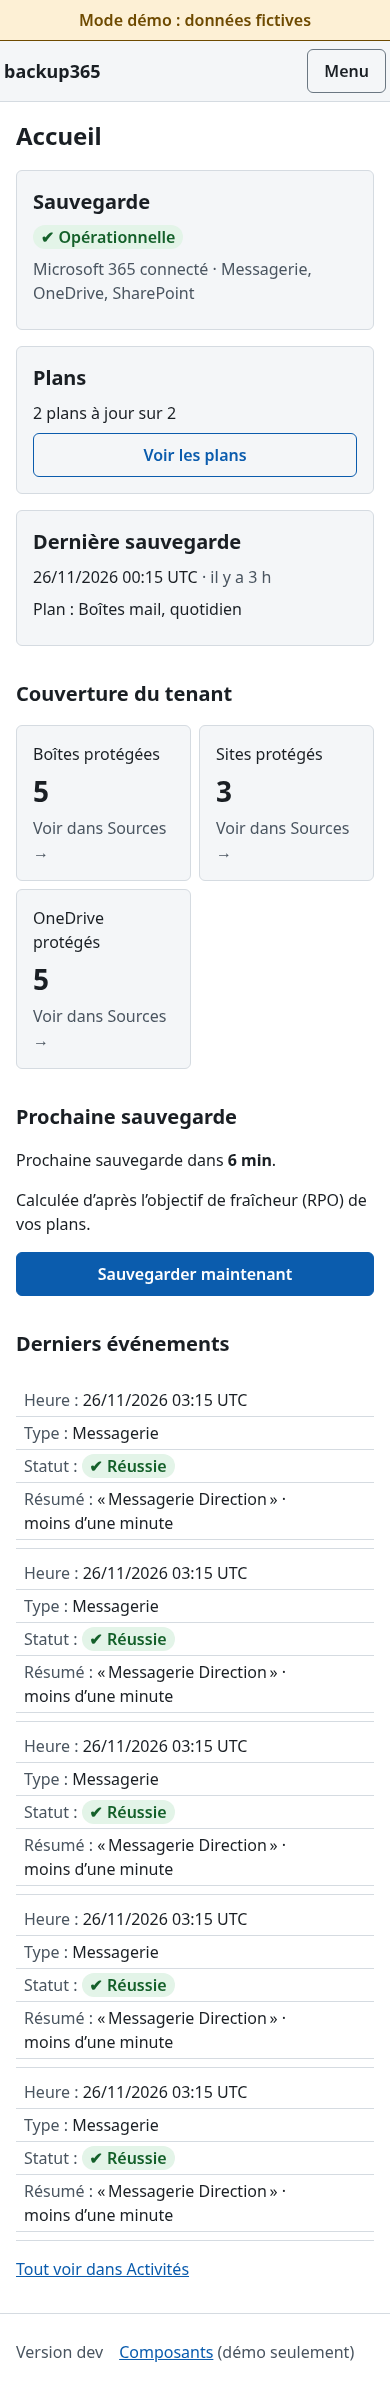 Mode démo : données fictives
backup365
Menu
Accueil
Sauvegarde
✔ Opérationnelle
Microsoft 365 connecté · Messagerie,
OneDrive, SharePoint
Plans
2 plans à jour sur 2
Voir les plans
Dernière sauvegarde
26/11/2026 00:15 UTC · il y a 3 h
Plan : Boîtes mail, quotidien
Couverture du tenant
Boîtes protégées
5
Voir dans Sources
→
Sites protégés
3
Voir dans Sources
→
OneDrive
protégés
5
Voir dans Sources
→
Prochaine sauvegarde
Prochaine sauvegarde dans 6 min.
Calculée d’après l’objectif de fraîcheur (RPO) de
vos plans.
Sauvegarder maintenant
Derniers événements
Heure : 26/11/2026 03:15 UTC
Type : Messagerie
Statut : ✔ Réussie
Résumé : « Messagerie Direction » ·
moins d’une minute
Heure : 26/11/2026 03:15 UTC
Type : Messagerie
Statut : ✔ Réussie
Résumé : « Messagerie Direction » ·
moins d’une minute
Heure : 26/11/2026 03:15 UTC
Type : Messagerie
Statut : ✔ Réussie
Résumé : « Messagerie Direction » ·
moins d’une minute
Heure : 26/11/2026 03:15 UTC
Type : Messagerie
Statut : ✔ Réussie
Résumé : « Messagerie Direction » ·
moins d’une minute
Heure : 26/11/2026 03:15 UTC
Type : Messagerie
Statut : ✔ Réussie
Résumé : « Messagerie Direction » ·
moins d’une minute
Tout voir dans Activités
Version dev Composants (démo seulement)